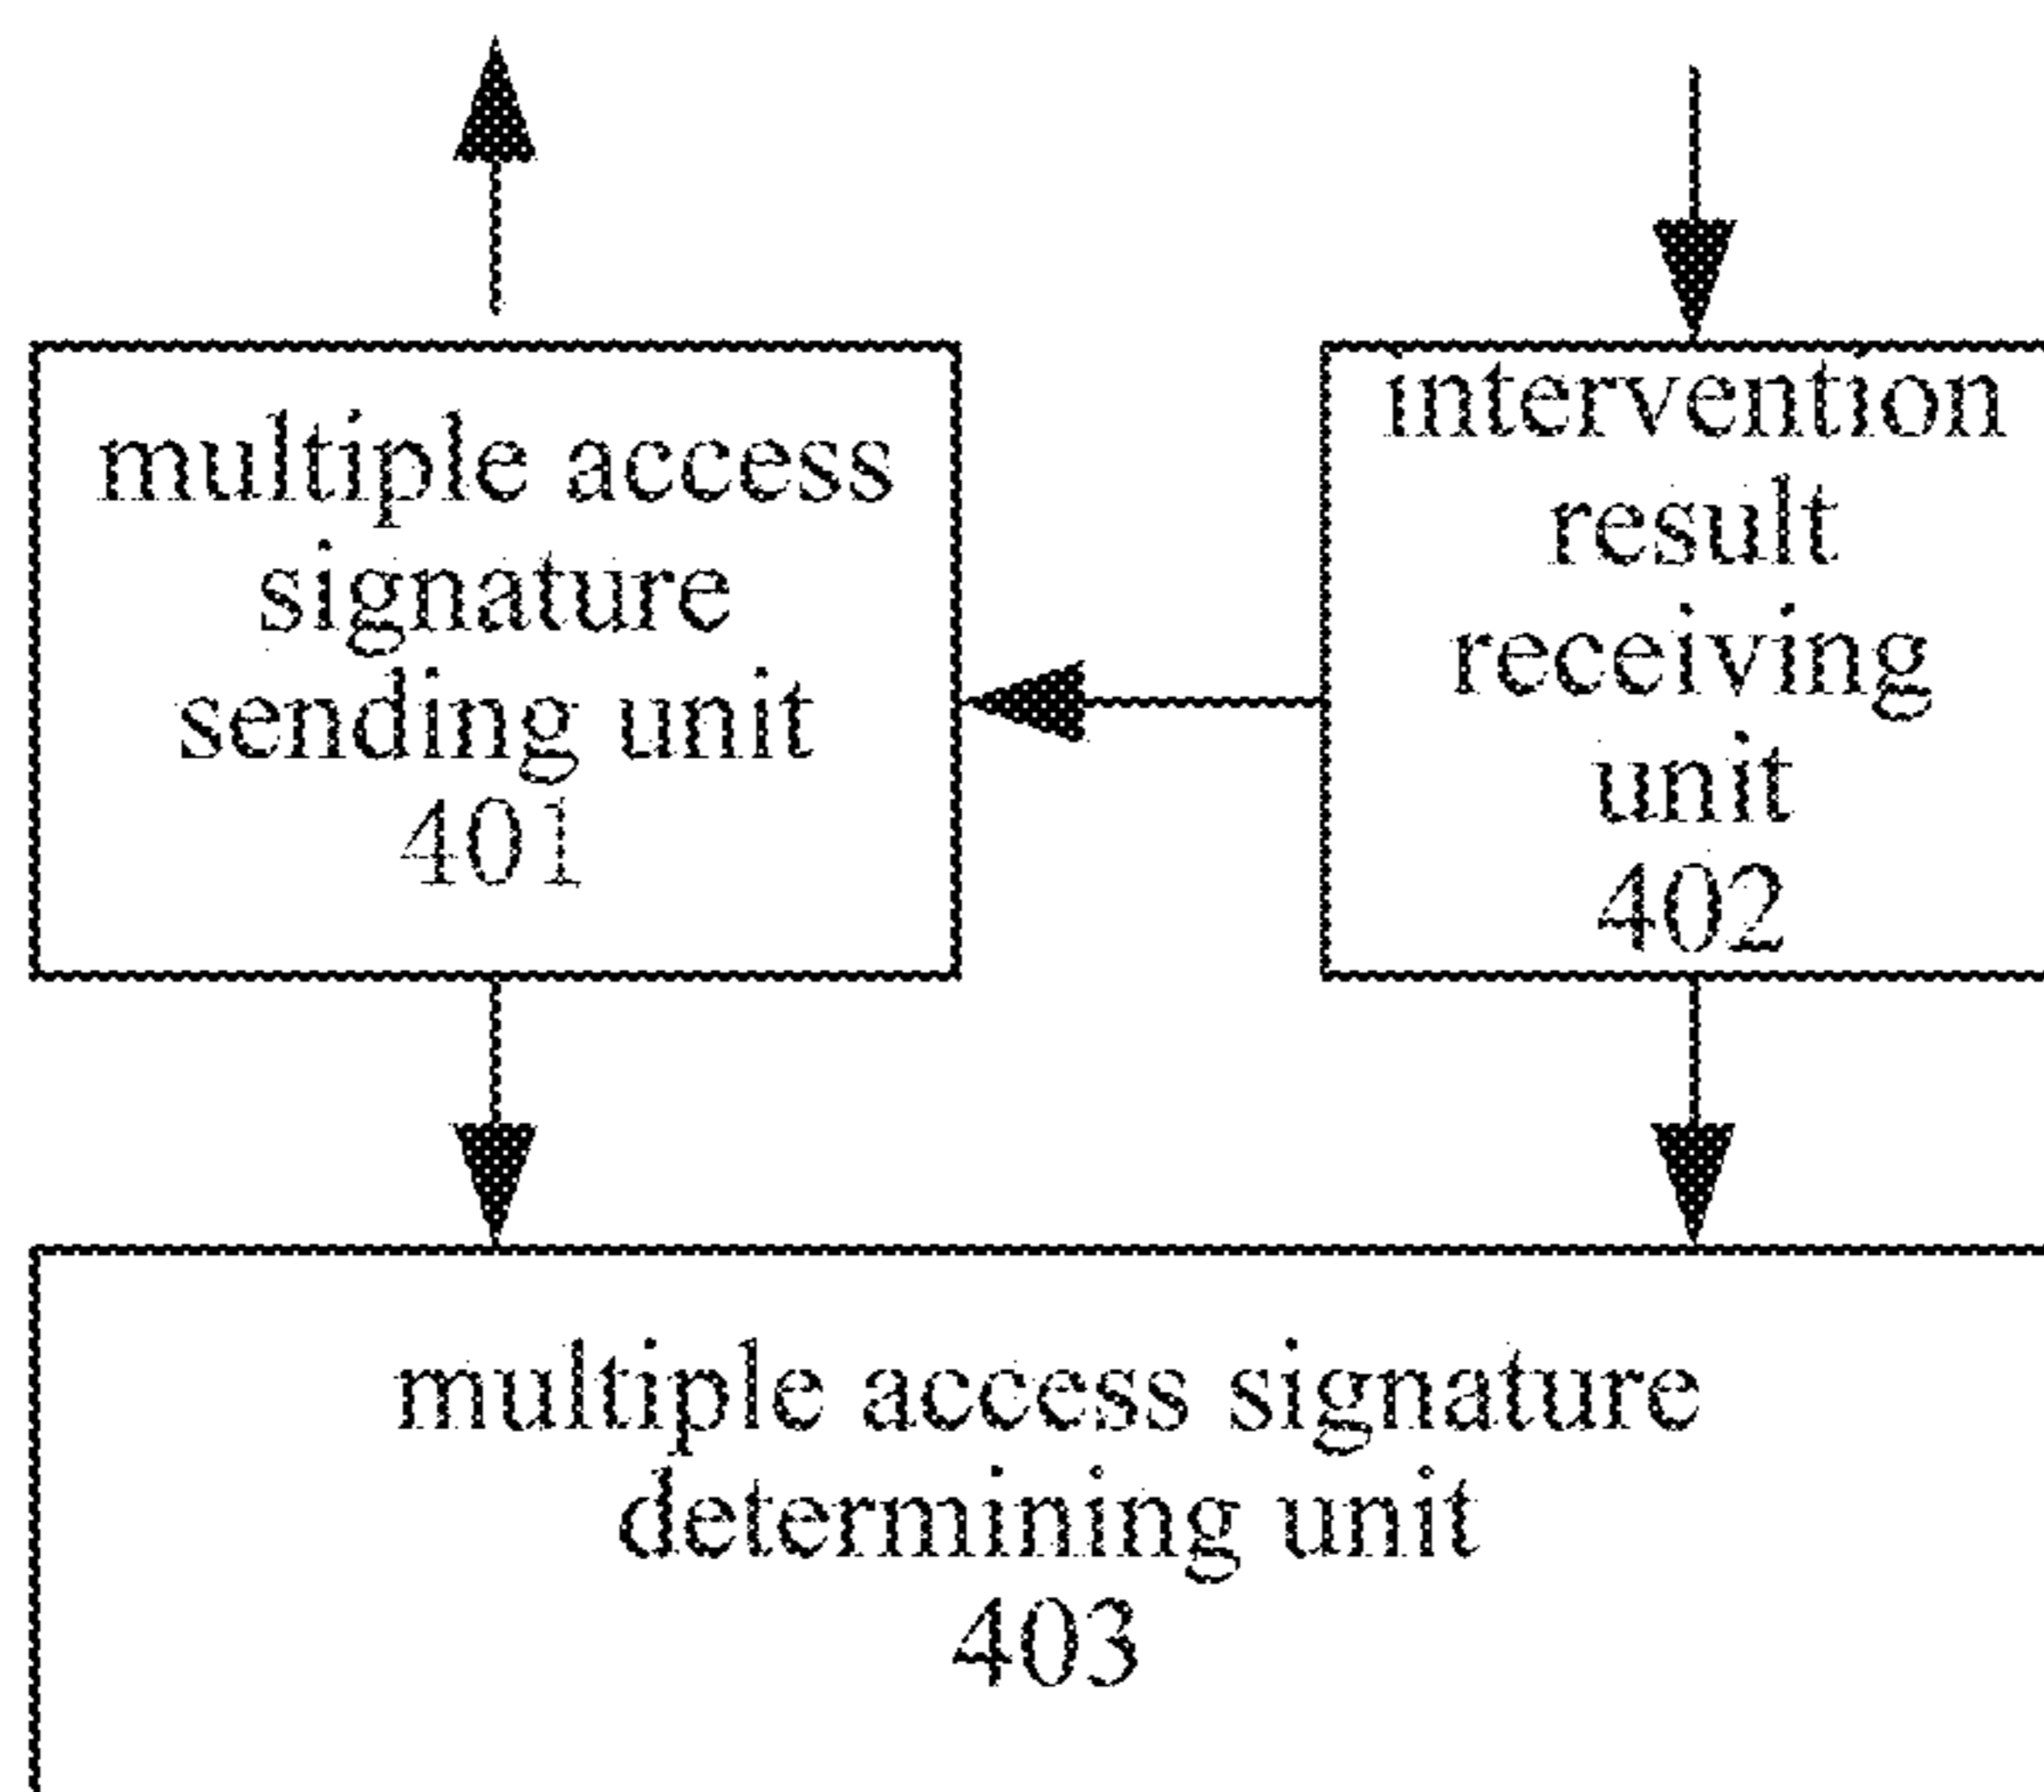 multiple access
signature
sending unit
401
intervention
result
receiving
unit
402
multiple access signature
determining unit
403